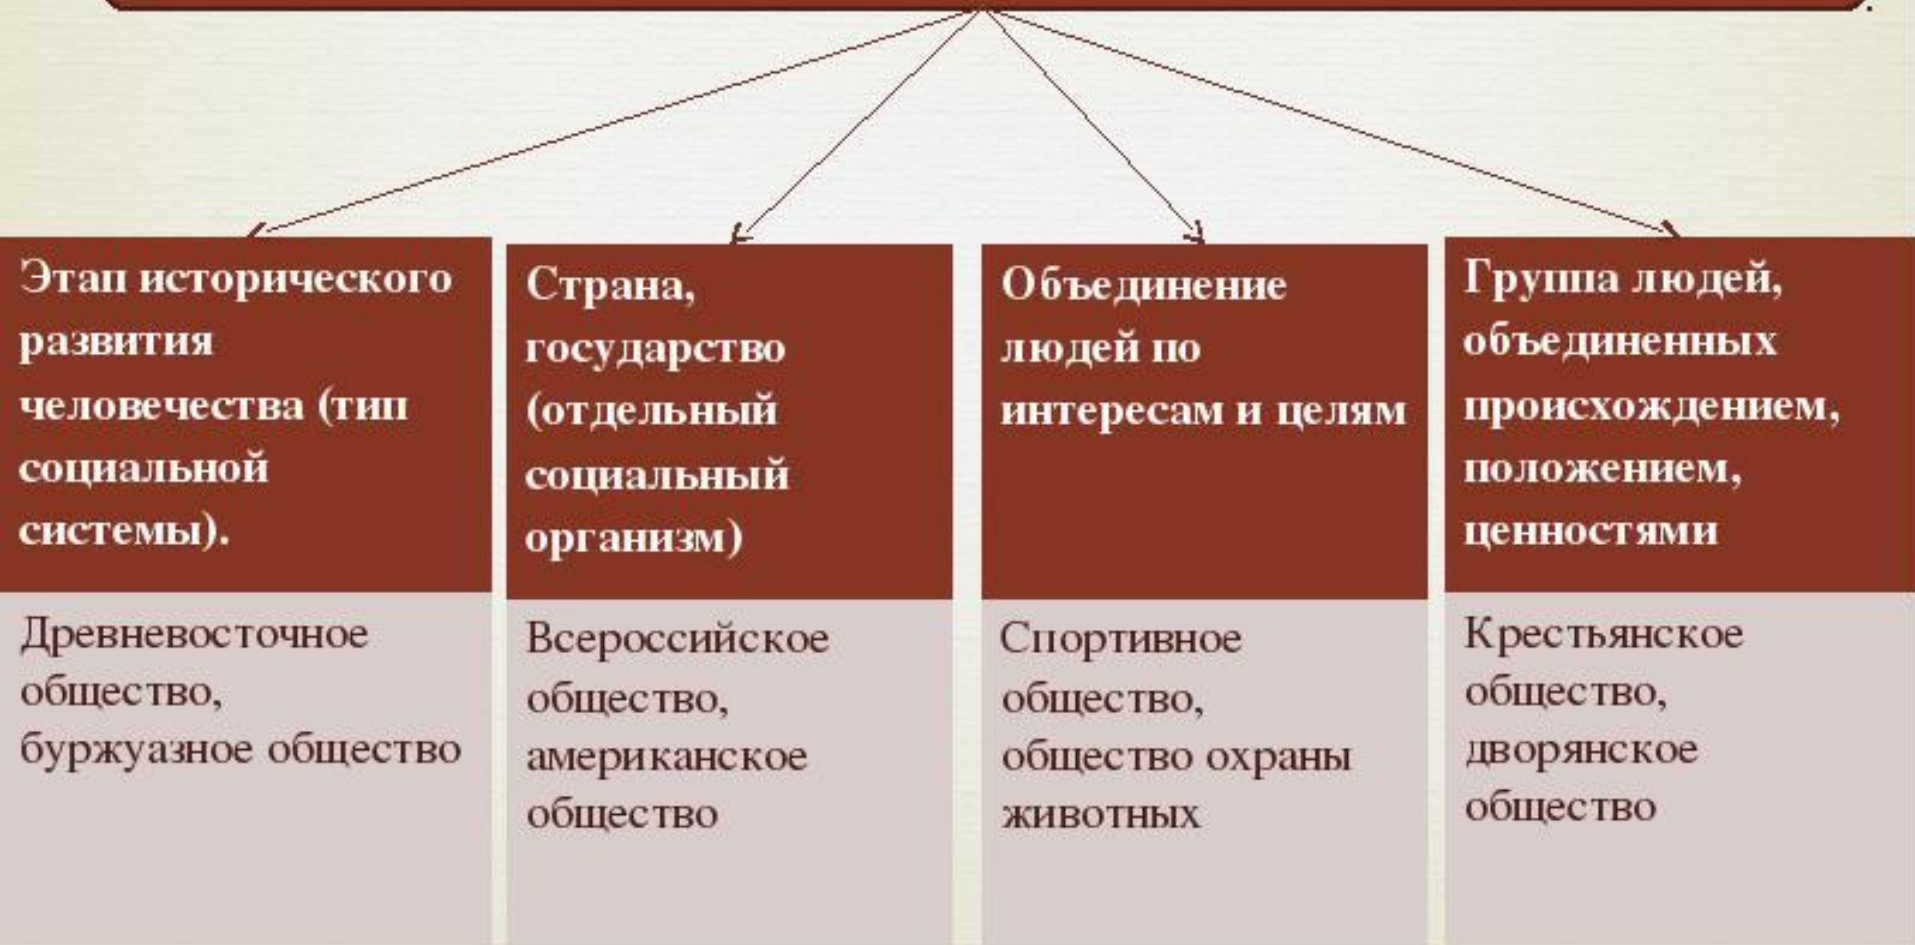 Этап исторического
развития
человечества (тип
социальной
системы).
Древневосточное
общество,
буржуазное общество
Страна,
государство
(отдельный
социальный
организм)
Всероссийское
общество,
американское
общество
Объединение
людей по
интересам и целям
Спортивное
общество,
общество охраны
животных
Группа людей,
объединенных
происхождением,
положением,
ценностями
Крестьянское
общество,
дворянское
общество